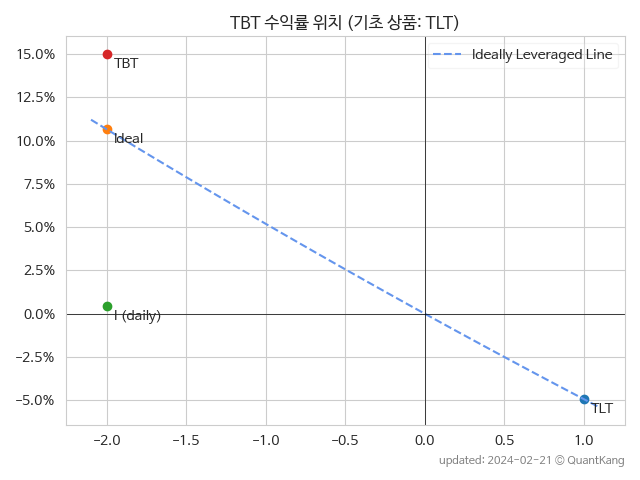 TBT 수익률 위치 (기초 상품: TLT)
Ideally Leveraged Line
15.0%
12.5%
10.0%
7.5%
5.0%
2.5%
0.0%
−2.5%
−5.0%
TBT
Ideal
I (daily)
TLT
−2.0 −1.5 −1.0 −0.5 0.0 0.5 1.0
updated: 2024-02-21 © QuantKang